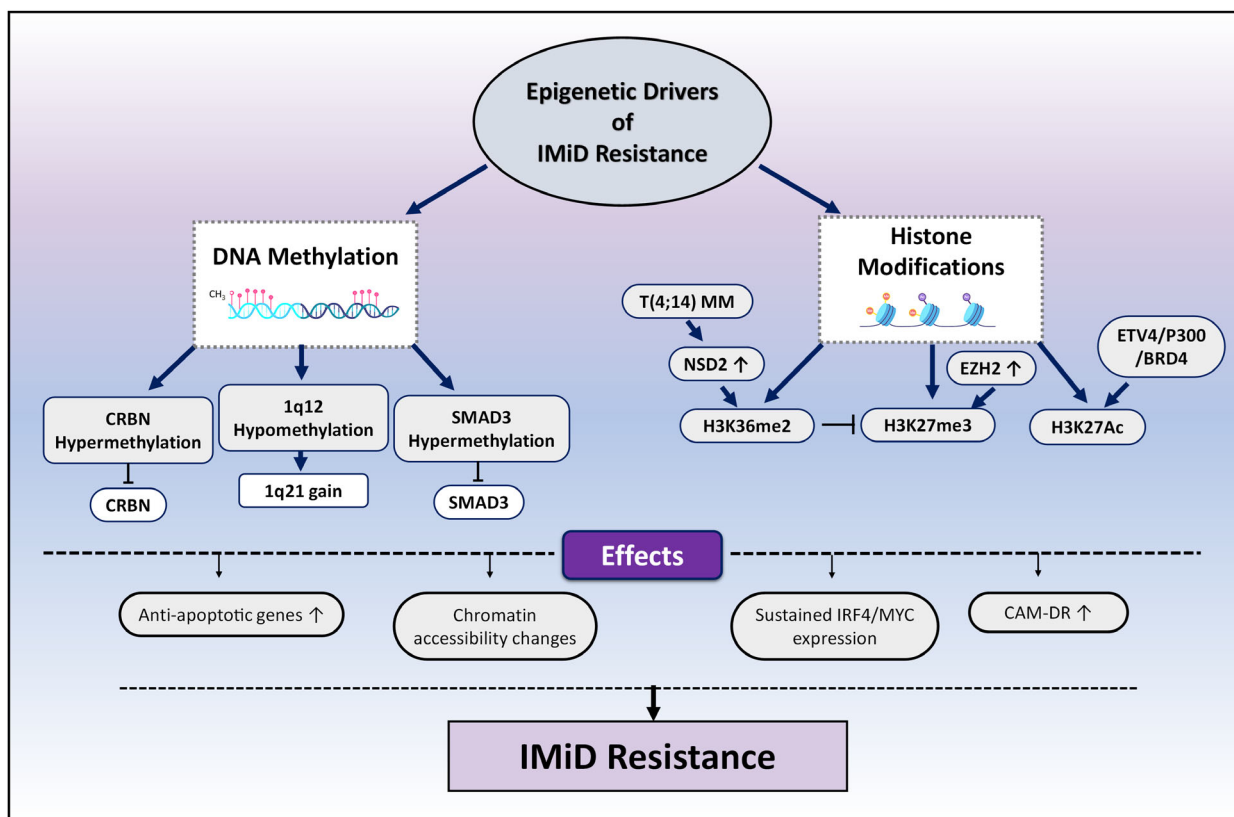 Epigenetic Drivers
of
IMiD Resistance
DNA Methylation
CH3
Histone
Modifications
T(4;14) MM
NSD2 ↑
EZH2 ↑
ETV4/P300
/BRD4
CRBN
Hypermethylation
1q12
Hypomethylation
SMAD3
Hypermethylation
H3K36me2
H3K27me3
H3K27Ac
CRBN
1q21 gain
SMAD3
Effects
Anti-apoptotic genes ↑
Chromatin
accessibility changes
Sustained IRF4/MYC
expression
CAM-DR ↑
IMiD Resistance